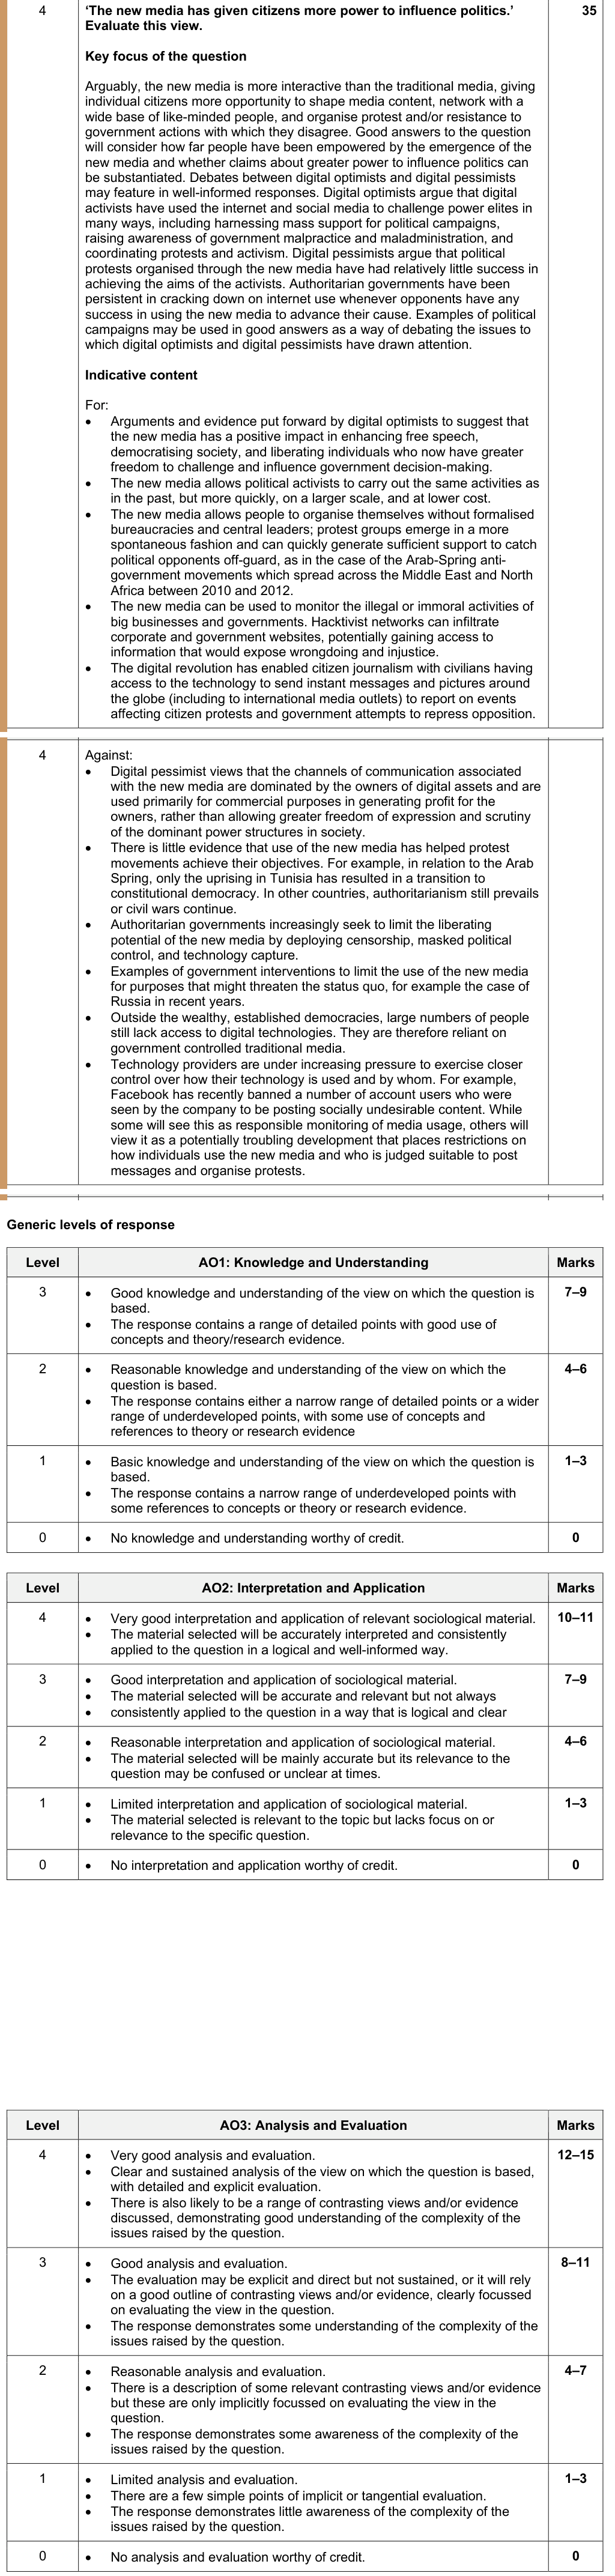 4
‘The new media has given citizens more power to influence politics.’
35
Evaluate this view.
Key focus of the question
Arguably, the new media is more interactive than the traditional media, giving
individual citizens more opportunity to shape media content, network with a
wide base of like-minded people, and organise protest and/or resistance to
government actions with which they disagree. Good answers to the question
will consider how far people have been empowered by the emergence of the
new media and whether claims about greater power to influence politics can
be substantiated. Debates between digital optimists and digital pessimists
may feature in well-informed responses. Digital optimists argue that digital
activists have used the internet and social media to challenge power elites in
many ways, including harnessing mass support for political campaigns,
raising awareness of government malpractice and maladministration, and
coordinating protests and activism. Digital pessimists argue that political
protests organised through the new media have had relatively little success in
achieving the aims of the activists. Authoritarian governments have been
persistent in cracking down on internet use whenever opponents have any
success in using the new media to advance their cause. Examples of political
campaigns may be used in good answers as a way of debating the issues to
which digital optimists and digital pessimists have drawn attention.
Indicative content
For:
• Arguments and evidence put forward by digital optimists to suggest that
the new media has a positive impact in enhancing free speech,
democratising society, and liberating individuals who now have greater
freedom to challenge and influence government decision-making.
• The new media allows political activists to carry out the same activities as
in the past, but more quickly, on a larger scale, and at lower cost.
• The new media allows people to organise themselves without formalised
bureaucracies and central leaders; protest groups emerge in a more
spontaneous fashion and can quickly generate sufficient support to catch
political opponents off-guard, as in the case of the Arab-Spring anti-
government movements which spread across the Middle East and North
Africa between 2010 and 2012.
• The new media can be used to monitor the illegal or immoral activities of
big businesses and governments. Hacktivist networks can infiltrate
corporate and government websites, potentially gaining access to
information that would expose wrongdoing and injustice.
• The digital revolution has enabled citizen journalism with civilians having
access to the technology to send instant messages and pictures around
the globe (including to international media outlets) to report on events
affecting citizen protests and government attempts to repress opposition.
4
Against:
• Digital pessimist views that the channels of communication associated
with the new media are dominated by the owners of digital assets and are
used primarily for commercial purposes in generating profit for the
owners, rather than allowing greater freedom of expression and scrutiny
of the dominant power structures in society.
• There is little evidence that use of the new media has helped protest
movements achieve their objectives. For example, in relation to the Arab
Spring, only the uprising in Tunisia has resulted in a transition to
constitutional democracy. In other countries, authoritarianism still prevails
or civil wars continue.
• Authoritarian governments increasingly seek to limit the liberating
potential of the new media by deploying censorship, masked political
control, and technology capture.
• Examples of government interventions to limit the use of the new media
for purposes that might threaten the status quo, for example the case of
Russia in recent years.
• Outside the wealthy, established democracies, large numbers of people
still lack access to digital technologies. They are therefore reliant on
government controlled traditional media.
• Technology providers are under increasing pressure to exercise closer
control over how their technology is used and by whom. For example,
Facebook has recently banned a number of account users who were
seen by the company to be posting socially undesirable content. While
some will see this as responsible monitoring of media usage, others will
view it as a potentially troubling development that places restrictions on
how individuals use the new media and who is judged suitable to post
messages and organise protests.
Generic levels of response
Level AO1: Knowledge and Understanding Marks
3 • Good knowledge and understanding of the view on which the question is 7–9
based.
• The response contains a range of detailed points with good use of
concepts and theory/research evidence.
2 • Reasonable knowledge and understanding of the view on which the 4–6
question is based.
• The response contains either a narrow range of detailed points or a wider
range of underdeveloped points, with some use of concepts and
references to theory or research evidence
1 • Basic knowledge and understanding of the view on which the question is 1–3
based.
• The response contains a narrow range of underdeveloped points with
some references to concepts or theory or research evidence.
0 • No knowledge and understanding worthy of credit. 0
Level AO2: Interpretation and Application Marks
4 • Very good interpretation and application of relevant sociological material. 10–11
• The material selected will be accurately interpreted and consistently
applied to the question in a logical and well-informed way.
3 • Good interpretation and application of sociological material. 7–9
• The material selected will be accurate and relevant but not always
• consistently applied to the question in a way that is logical and clear
2 • Reasonable interpretation and application of sociological material. 4–6
• The material selected will be mainly accurate but its relevance to the
question may be confused or unclear at times.
1 • Limited interpretation and application of sociological material. 1–3
• The material selected is relevant to the topic but lacks focus on or
relevance to the specific question.
0 • No interpretation and application worthy of credit. 0
Level AO3: Analysis and Evaluation Marks
4 • Very good analysis and evaluation. 12–15
• Clear and sustained analysis of the view on which the question is based,
with detailed and explicit evaluation.
• There is also likely to be a range of contrasting views and/or evidence
discussed, demonstrating good understanding of the complexity of the
issues raised by the question.
3 • Good analysis and evaluation. 8–11
• The evaluation may be explicit and direct but not sustained, or it will rely
on a good outline of contrasting views and/or evidence, clearly focussed
on evaluating the view in the question.
• The response demonstrates some understanding of the complexity of the
issues raised by the question.
2 • Reasonable analysis and evaluation. 4–7
• There is a description of some relevant contrasting views and/or evidence
but these are only implicitly focussed on evaluating the view in the
question.
• The response demonstrates some awareness of the complexity of the
issues raised by the question.
1 • Limited analysis and evaluation. 1–3
• There are a few simple points of implicit or tangential evaluation.
• The response demonstrates little awareness of the complexity of the
issues raised by the question.
0 • No analysis and evaluation worthy of credit. 0